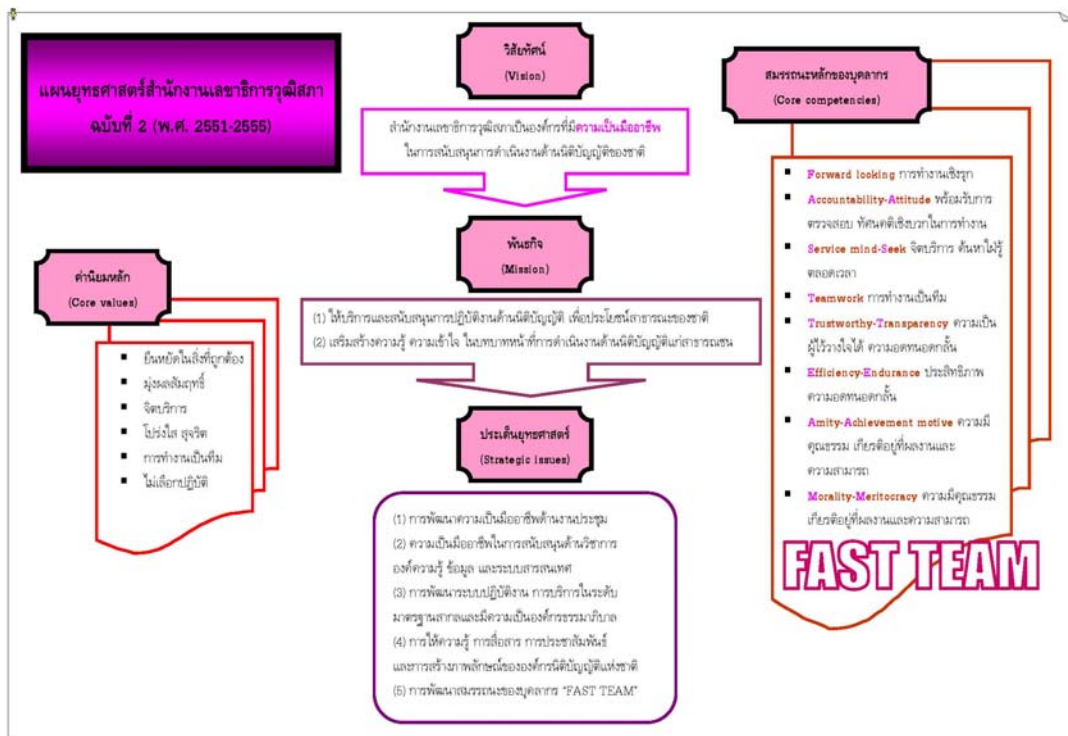 แผนยุทธศาสตร์สำนักงานเลขาธิการวุฒิสภา
ฉบับที่ 2 (พ.ศ. 2551-2555)
วิสัยทัศน์
(Vision)
สำนักงานเลขาธิการวุฒิสภาเป็นองค์กรที่มีความเป็นมืออาชีพ
ในการสนับสนุนการดำเนินงานด้านนิติบัญญัติของชาติ
พันธกิจ
(Mission)
(1) ให้บริการและสนับสนุนการปฏิบัติงานด้านนิติบัญญัติ เพื่อประโยชน์สาธารณะของชาติ
(2) เสริมสร้างความรู้ ความเข้าใจ ในบทบาทหน้าที่การดำเนินงานด้านนิติบัญญัติแก่สาธารณชน
ประเด็นยุทธศาสตร์
(Strategic issues)
(1) การพัฒนาความเป็นมืออาชีพด้านงานประชุม
(2) ความเป็นมืออาชีพในการสนับสนุนด้านวิชาการ
องค์ความรู้ ข้อมูล และระบบสารสนเทศ
(3) การพัฒนาระบบปฏิบัติงาน การบริการในระดับ
มาตรฐานสากลและมีความเป็นองค์กรธรรมาภิบาล
(4) การให้ความรู้ การสื่อสาร การประชาสัมพันธ์
และการสร้างภาพลักษณ์ขององค์กรนิติบัญญัติแห่งชาติ
(5) การพัฒนาสมรรถนะของบุคลากร "FAST TEAM"
ค่านิยมหลัก
(Core values)
▪ ยืนหยัดในสิ่งที่ถูกต้อง
▪ มุ่งผลสัมฤทธิ์
▪ จิตบริการ
▪ โปร่งใส สุจริต
▪ การทำงานเป็นทีม
▪ ไม่เลือกปฏิบัติ
สมรรถนะหลักของบุคลากร
(Core competencies)
▪ Forward looking การทำงานเชิงรุก
▪ Accountability-Attitude พร้อมรับการ
ตรวจสอบ ทัศนคติเชิงบวกในการทำงาน
▪ Service mind-Seek จิตบริการ ค้นหาใฝ่รู้
ตลอดเวลา
▪ Teamwork การทำงานเป็นทีม
▪ Trustworthy-Transparency ความเป็น
ผู้ไว้วางใจได้ ความอดทนอดกลั้น
▪ Efficiency-Endurance ประสิทธิภาพ
ความอดทนอดกลั้น
▪ Amity-Achievement motive ความมี
คุณธรรม เกียรติอยู่ที่ผลงานและ
ความสามารถ
▪ Morality-Meritocracy ความมีคุณธรรม
เกียรติอยู่ที่ผลงานและความสามารถ
FAST TEAM